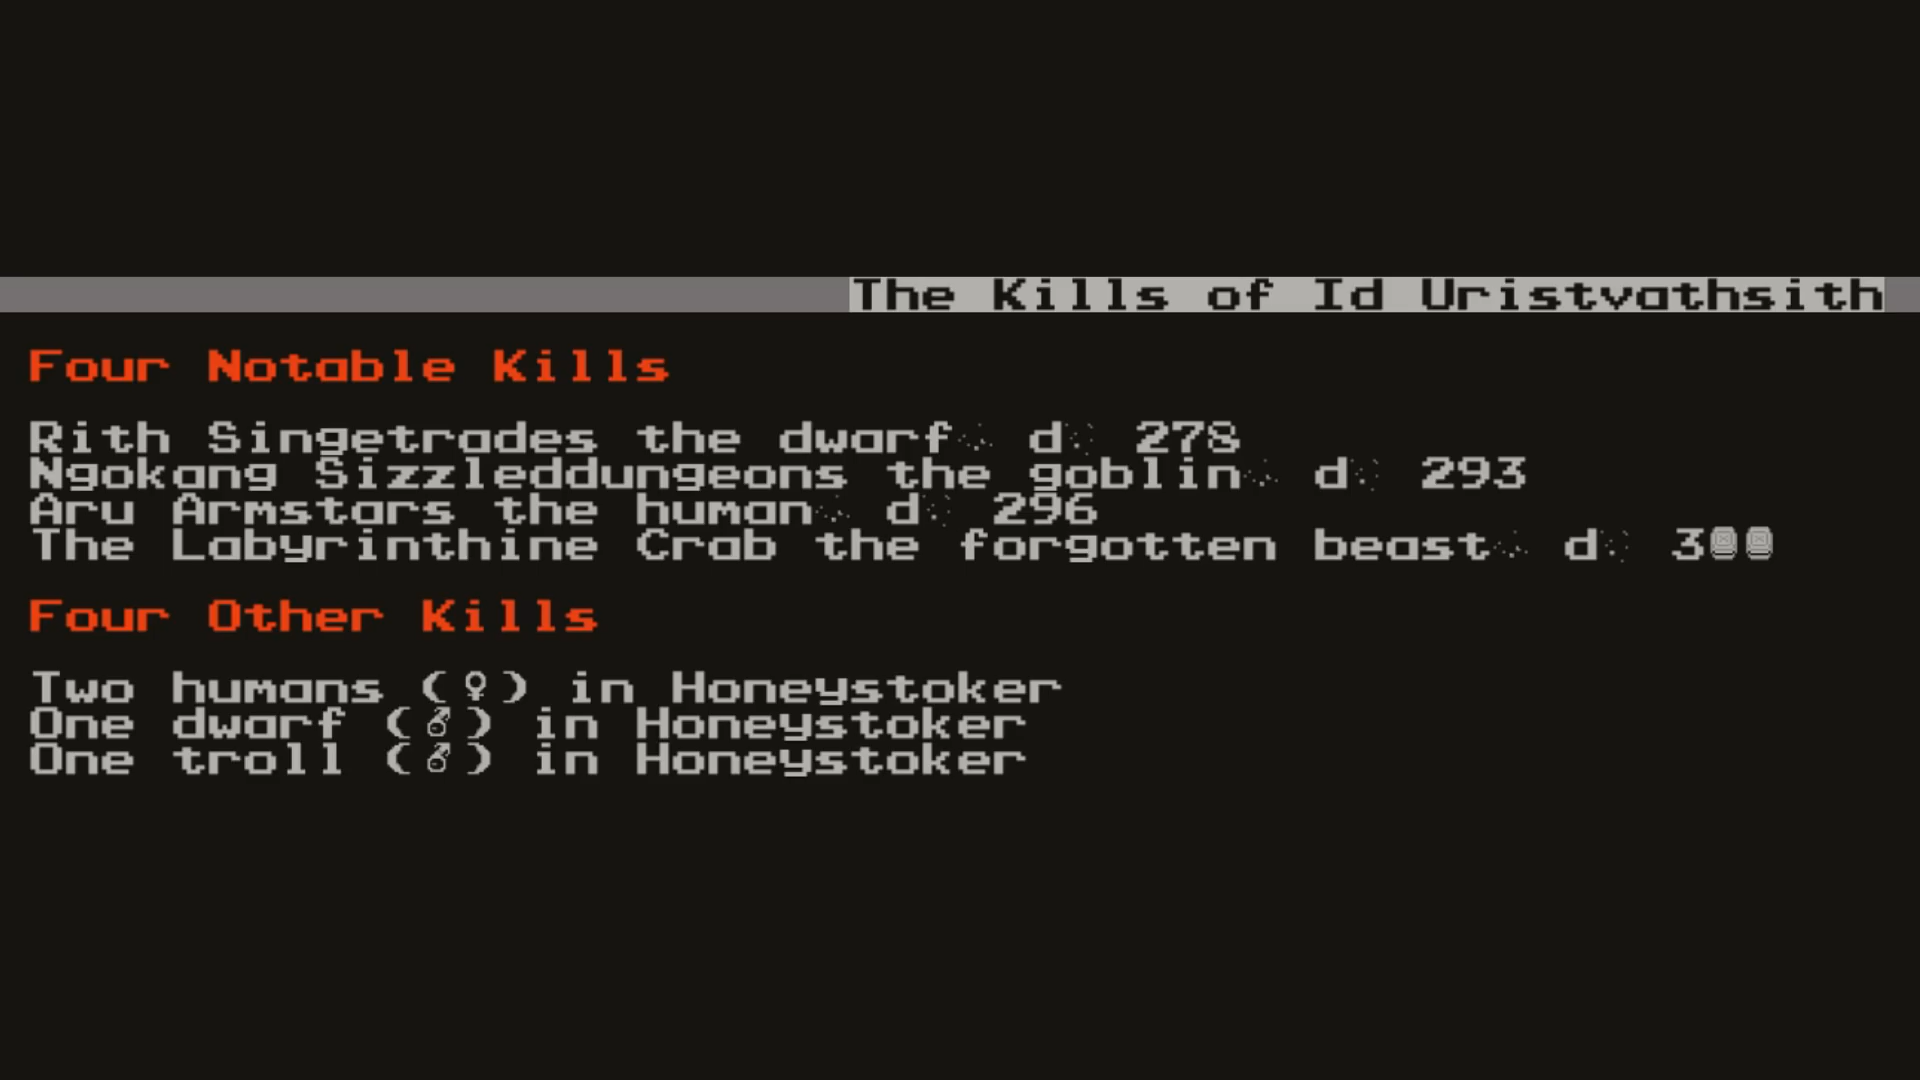 The Kills of Id Uristvathsith
Four Notable Kills
Rith Singetrades the dwarf, d. 278
Ngokang Sizzleddungeons the goblin, d. 293
Aru Armstars the human, d. 296
The Labyrinthine Crab the forgotten beast, d. 300
Four Other Kills
Two humans (♀) in Honeystoker
One dwarf (♂) in Honeystoker
One troll (♂) in Honeystoker